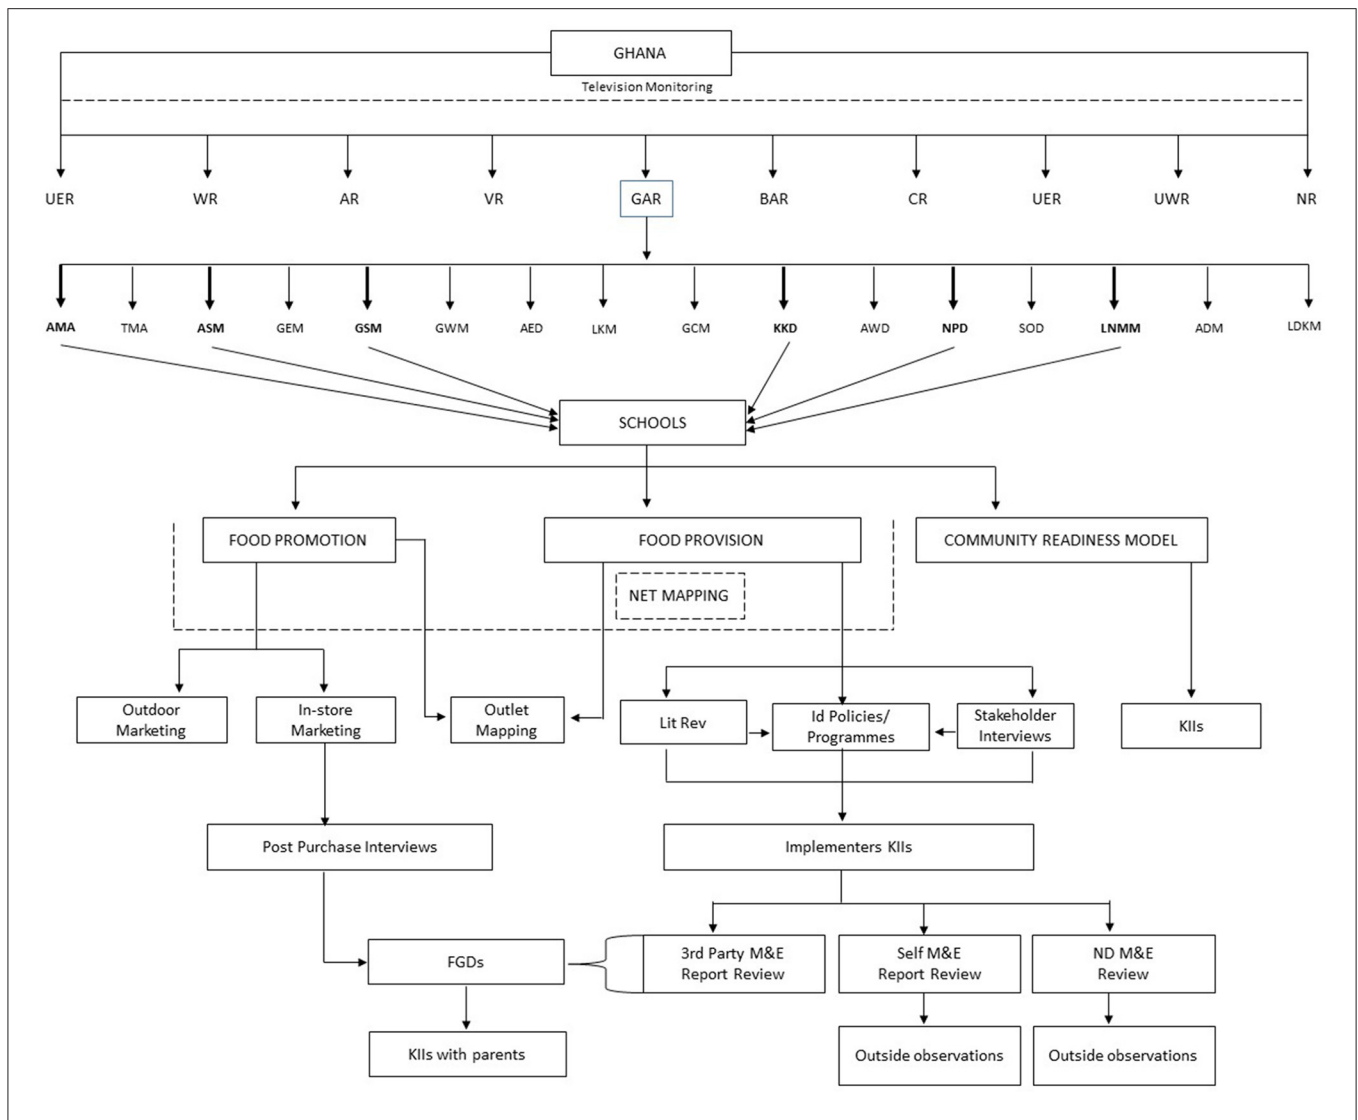 GHANA
Television Monitoring
UER WR AR VR GAR BAR CR UER UWR NR
AMA TMA ASM GEM GSM GWM AED LKM GCM KKD AWD NPD SOD LNMM ADM LDKM
SCHOOLS
FOOD PROMOTION
FOOD PROVISION
COMMUNITY READINESS MODEL
NET MAPPING
Outdoor
Marketing
In-store
Marketing
Outlet
Mapping
Lit Rev
Id Policies/
Programmes
Stakeholder
Interviews
KIIs
Post Purchase Interviews
Implementers KIIs
FGDs
3rd Party M&E
Report Review
Self M&E
Report Review
ND M&E
Review
KIIs with parents
Outside observations
Outside observations